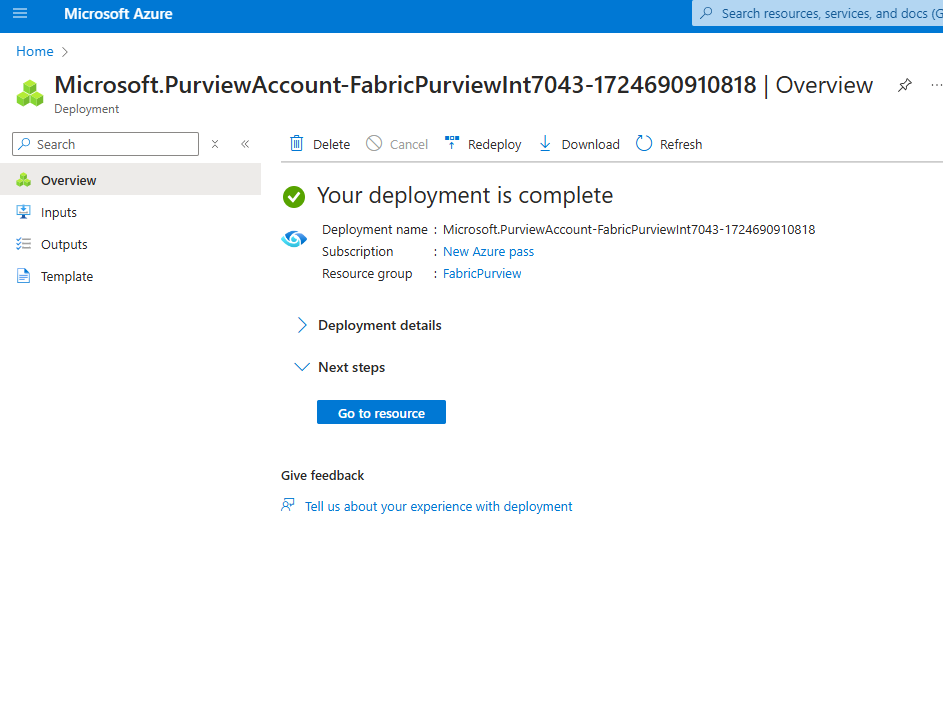 Microsoft Azure
Search resources, services, and docs (G
Home
Microsoft.PurviewAccount-FabricPurviewInt7043-1724690910818 | Overview
Deployment
Search
Delete
Cancel
Redeploy
Download
Refresh
Overview
Inputs
Outputs
Template
Your deployment is complete
Deployment name : Microsoft.PurviewAccount-FabricPurviewInt7043-1724690910818
Subscription : New Azure pass
Resource group : FabricPurview
Deployment details
Next steps
Go to resource
Give feedback
Tell us about your experience with deployment